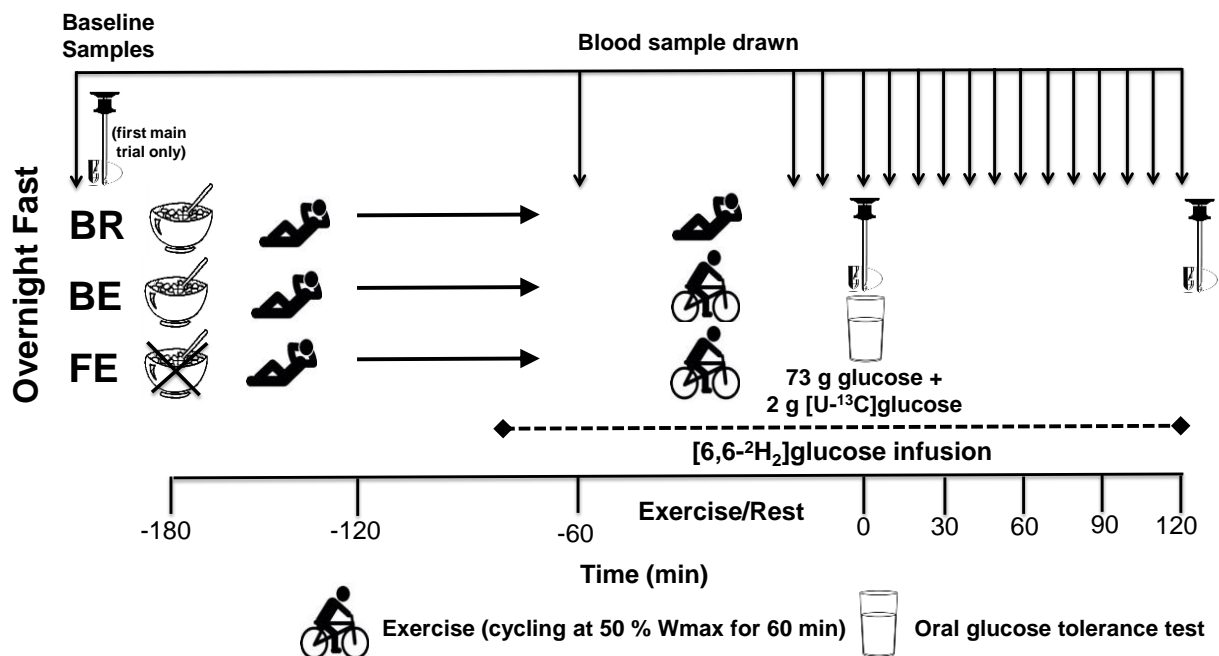 Baseline
Samples
Blood sample drawn
(first main
trial only)
Overnight Fast
BR
BE
FE
73 g glucose +
2 g [U-¹³C]glucose
[6,6-²H₂]glucose infusion
Exercise/Rest
-180
-120
-60
0
30
60
90
120
Time (min)
Exercise (cycling at 50 % Wmax for 60 min)
Oral glucose tolerance test